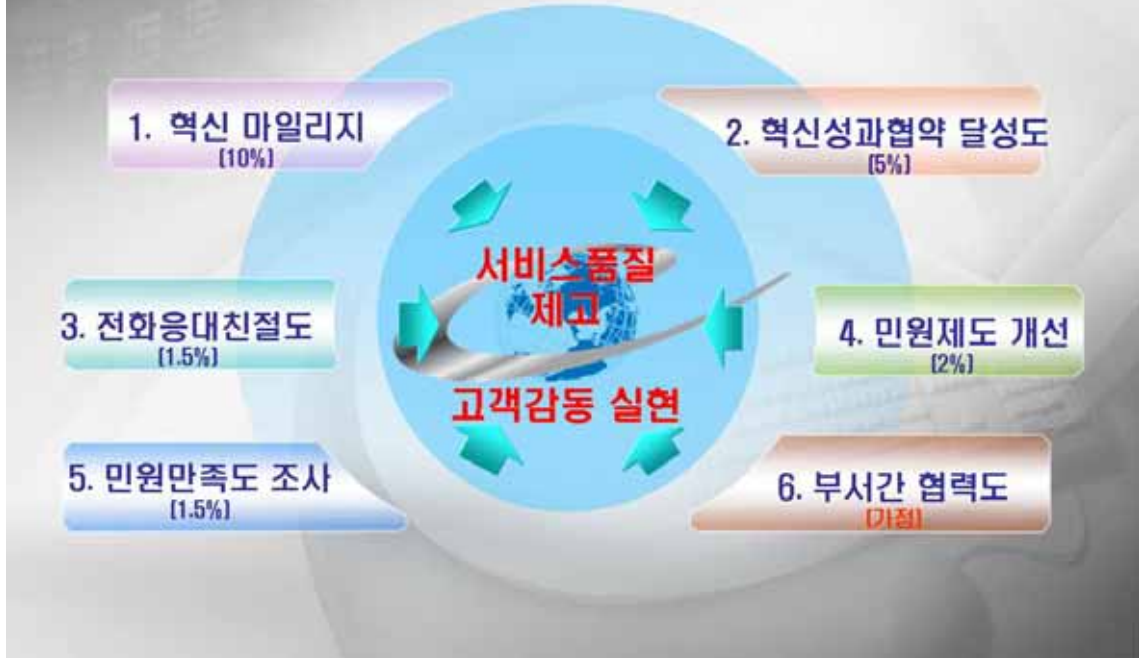 1. 혁신 마일리지
(10%)
2. 혁신성과협약 달성도
(5%)
서비스품질
제고
3. 전화응대친절도
(1.5%)
4. 민원제도 개선
(2%)
고객감동 실현
5. 민원만족도 조사
(1.5%)
6. 부서간 협력도
(가점)